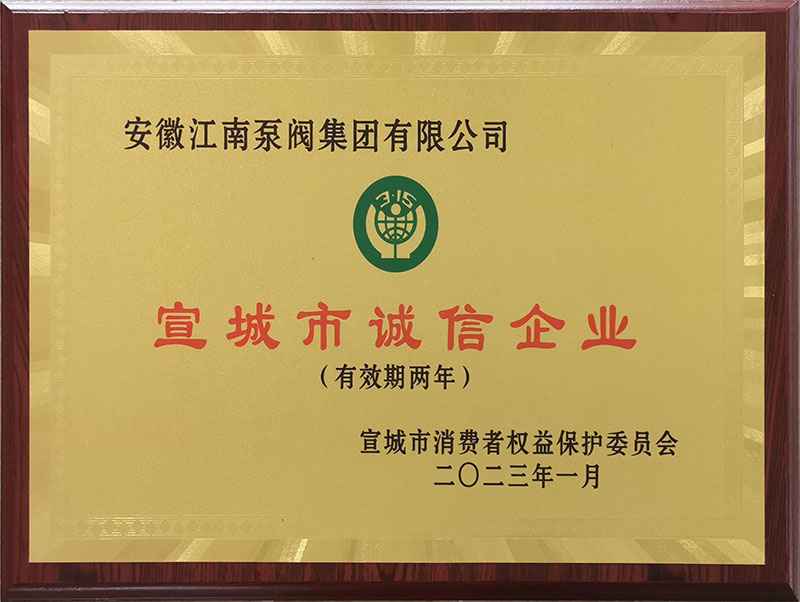 安徽江南泵阀集团有限公司
3·15
宣城市诚信企业
（有效期两年）
宣城市消费者权益保护委员会
二〇二三年一月